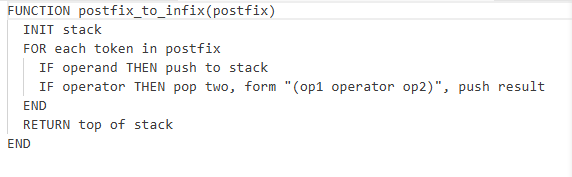 FUNCTION postfix_to_infix(postfix)
  INIT stack
  FOR each token in postfix
    IF operand THEN push to stack
    IF operator THEN pop two, form "(op1 operator op2)", push result
  END
  RETURN top of stack
END